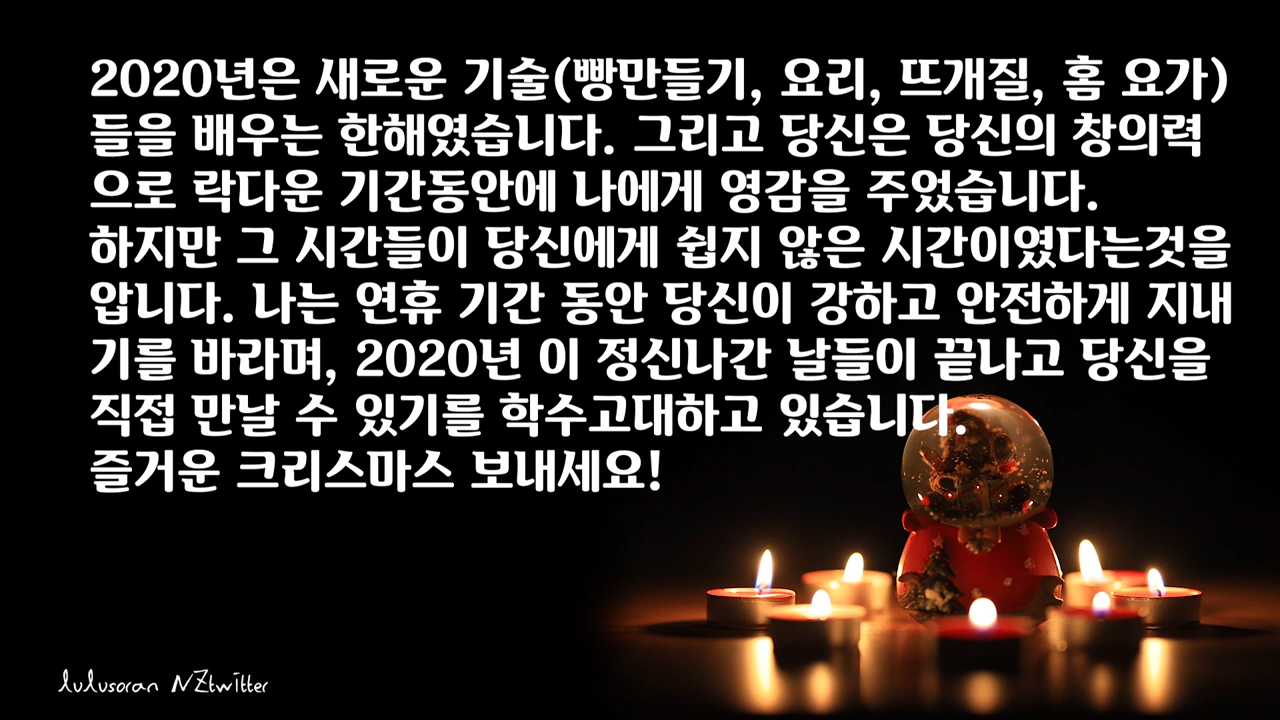 2020년은 새로운 기술(빵만들기, 요리, 뜨개질, 홈 요가)
들을 배우는 한해였습니다. 그리고 당신은 당신의 창의력
으로 락다운 기간동안에 나에게 영감을 주었습니다.
하지만 그 시간들이 당신에게 쉽지 않은 시간이였다는것을
압니다. 나는 연휴 기간 동안 당신이 강하고 안전하게 지내
기를 바라며, 2020년 이 정신나간 날들이 끝나고 당신을
직접 만날 수 있기를 학수고대하고 있습니다.
즐거운 크리스마스 보내세요!
lulusoran NZtwitter